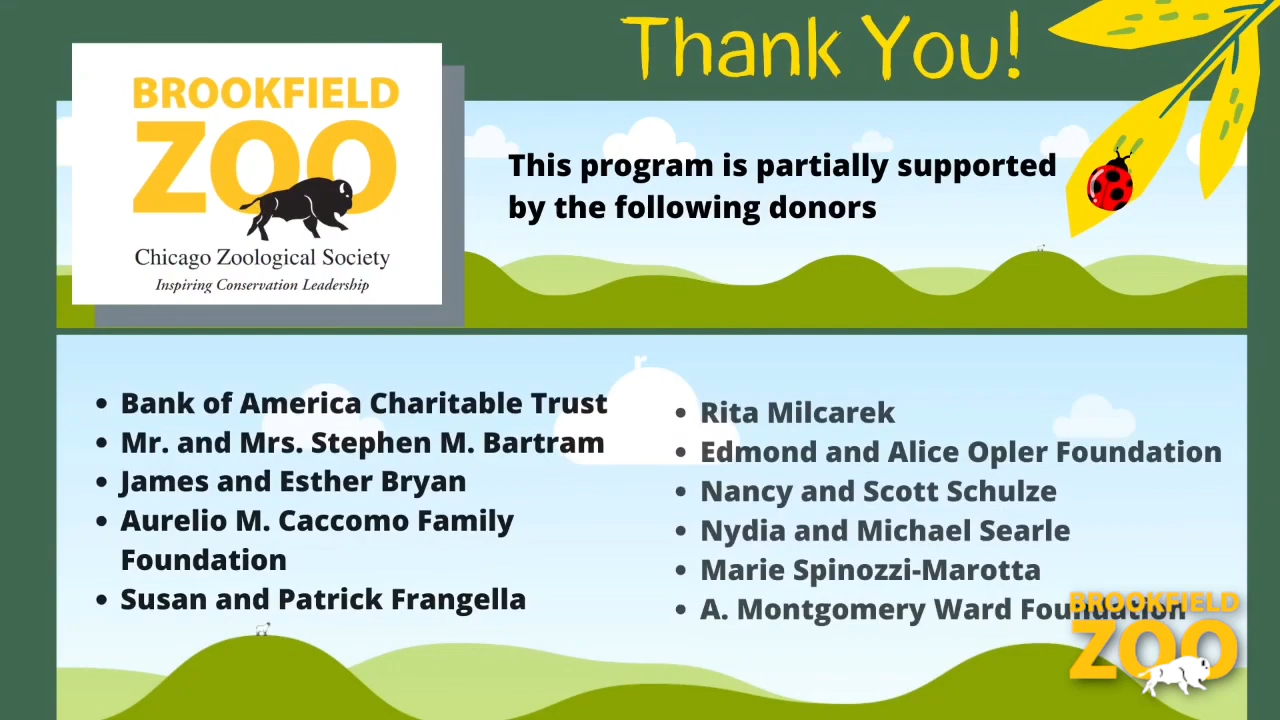 Thank You!
BROOKFIELD
ZOO
Chicago Zoological Society
Inspiring Conservation Leadership
This program is partially supported
by the following donors
• Bank of America Charitable Trust
• Mr. and Mrs. Stephen M. Bartram
• James and Esther Bryan
• Aurelio M. Caccomo Family
Foundation
• Susan and Patrick Frangella
• Rita Milcarek
• Edmond and Alice Opler Foundation
• Nancy and Scott Schulze
• Nydia and Michael Searle
• Marie Spinozzi-Marotta
• A. Montgomery Ward Foundation
BROOKFIELD
ZOO